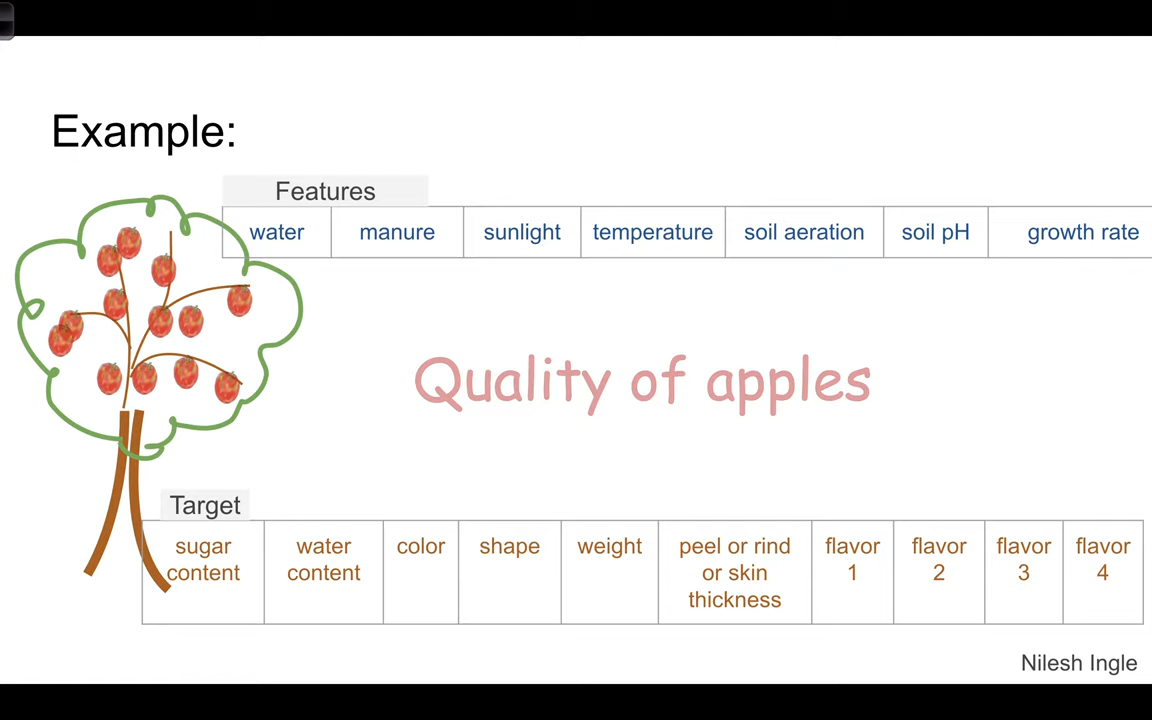 Example:
Features
water manure sunlight temperature soil aeration soil pH growth rate
Quality of apples
Target
sugar content
water content
color
shape
weight
peel or rind or skin thickness
flavor 1
flavor 2
flavor 3
flavor 4
Nilesh Ingle